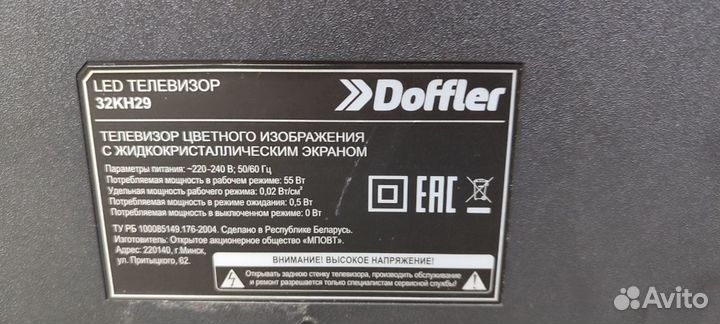 LED ТЕЛЕВИЗОР
32KH29
Doffler
ТЕЛЕВИЗОР ЦВЕТНОГО ИЗОБРАЖЕНИЯ
С ЖИДКОКРИСТАЛЛИЧЕСКИМ ЭКРАНОМ
Параметры питания: ~220-240 В; 50/60 Гц
Потребляемая мощность в рабочем режиме: 55 Вт
Удельная мощность рабочего режима: 0,02 Вт/см²
Потребляемая мощность в режиме ожидания: 0,5 Вт
Потребляемая мощность в выключенном режиме: 0 Вт
EAC
ТУ РБ 100085149.176-2004. Сделано в Республике Беларусь.
Изготовитель: Открытое акционерное общество «МПОВТ».
Адрес: 220140, г.Минск,
ул. Притыцкого, 62.
ВНИМАНИЕ! ВЫСОКОЕ НАПРЯЖЕНИЕ!
Открывать заднюю стенку телевизора, производить обслуживание
и ремонт разрешается только специалистам сервисной службы!
Avito